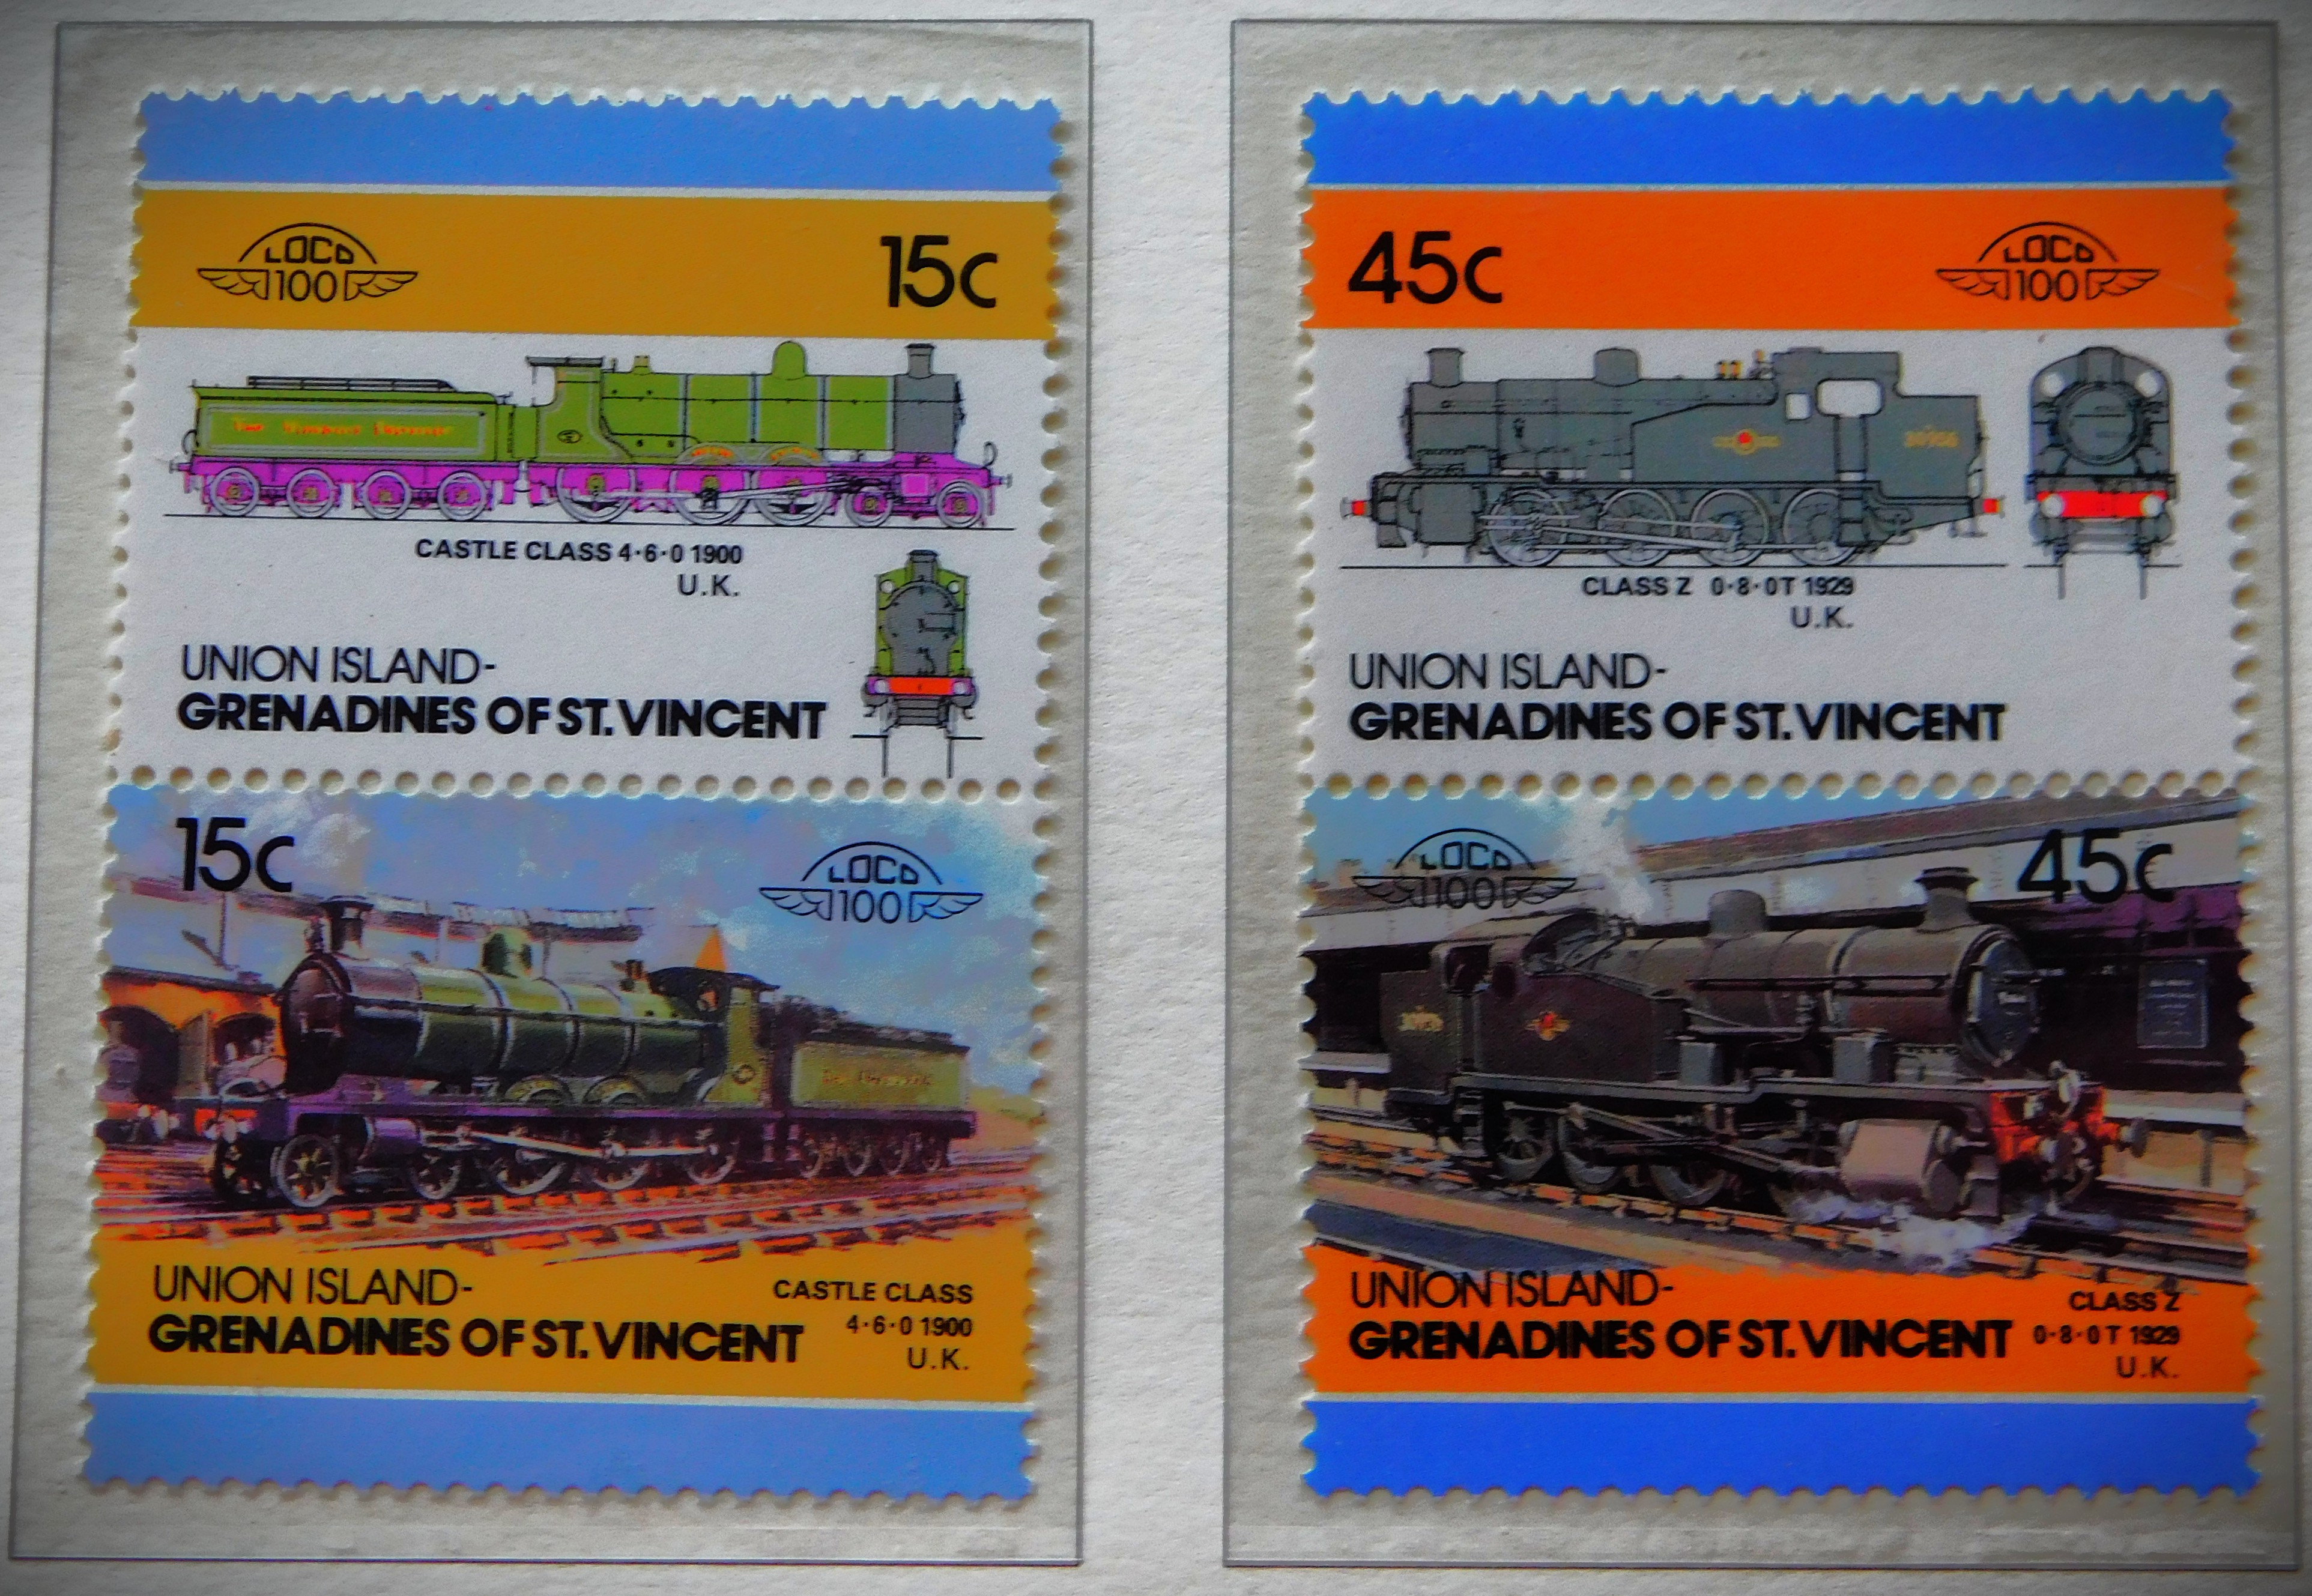 LOCO
100
15c
CASTLE CLASS 4·6·0 1900
U.K.
UNION ISLAND-
GRENADINES OF ST. VINCENT
15c
LOCO
100
UNION ISLAND-
GRENADINES OF ST. VINCENT
CASTLE CLASS
4·6·0 1900
U.K.
45c
LOCO
100
30956
CLASS Z 0·8·0T 1929
U.K.
UNION ISLAND-
GRENADINES OF ST. VINCENT
LOCO
100
45c
UNION ISLAND-
GRENADINES OF ST. VINCENT
CLASS Z
0·8·0T 1929
U.K.